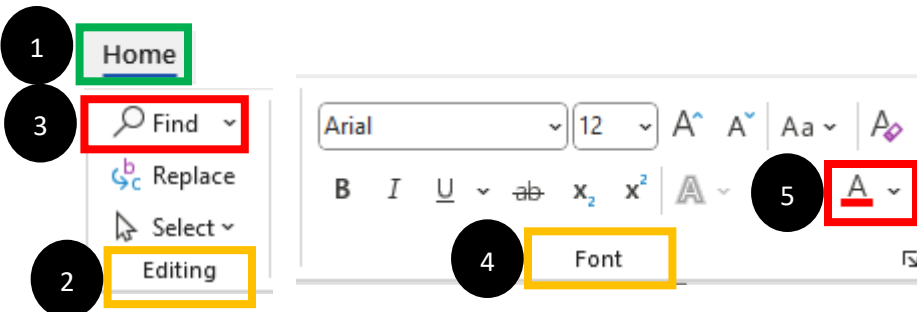 1
Home
3
Find
Arial
12
A A Aa A
b
c
Replace
B I U ab x2 x2 A
5
A
Select
2
Editing
4
Font